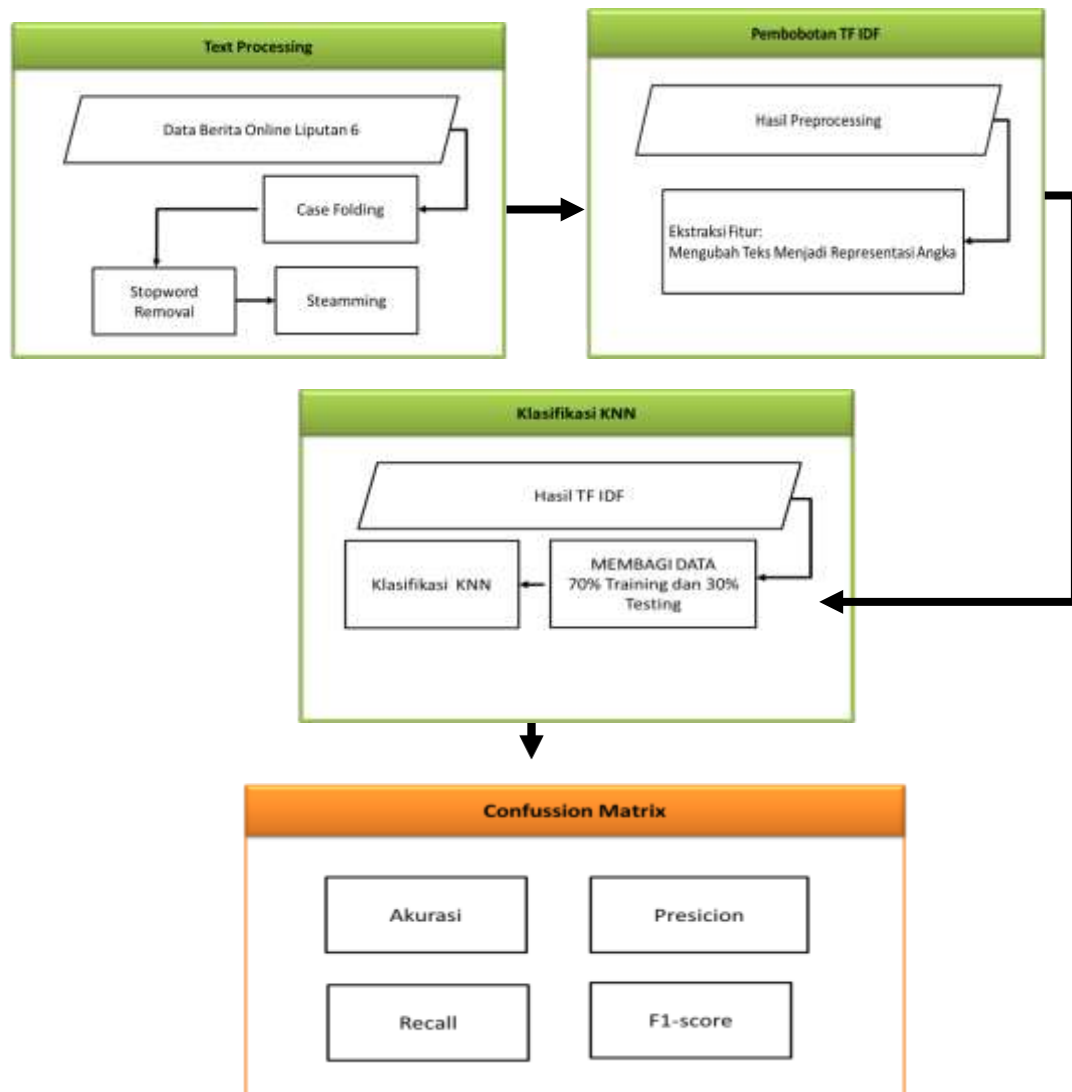 Text Processing
Data Berita Online Liputan 6
Case Folding
Stopword
Removal
Steamming
Pembobotan TF IDF
Hasil Preprocessing
Ekstraksi Fitur:
Mengubah Teks Menjadi Representasi Angka
Klasifikasi KNN
Hasil TF IDF
MEMBAGI DATA
70% Training dan 30%
Testing
Klasifikasi KNN
Confussion Matrix
Akurasi
Presicion
Recall
F1-score